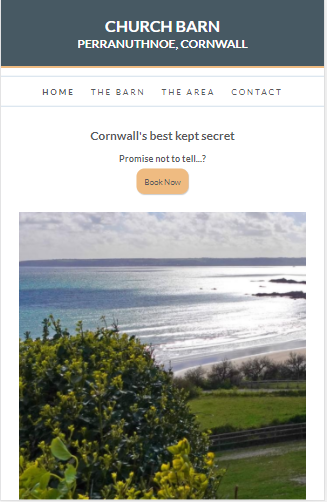 CHURCH BARN
PERRANUTHNOE, CORNWALL
HOME THE BARN THE AREA CONTACT
Cornwall's best kept secret
Promise not to tell...?
Book Now